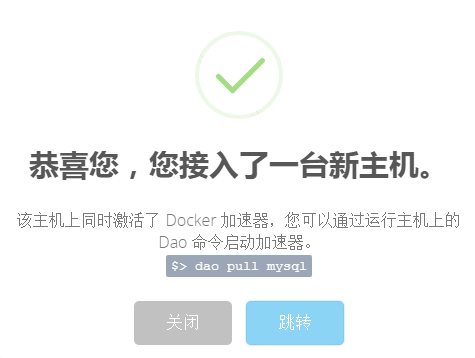 恭喜您，您接入了一台新主机。
该主机上同时激活了 Docker 加速器，您可以通过运行主机上的
Dao 命令启动加速器。
$> dao pull mysql
关闭
跳转